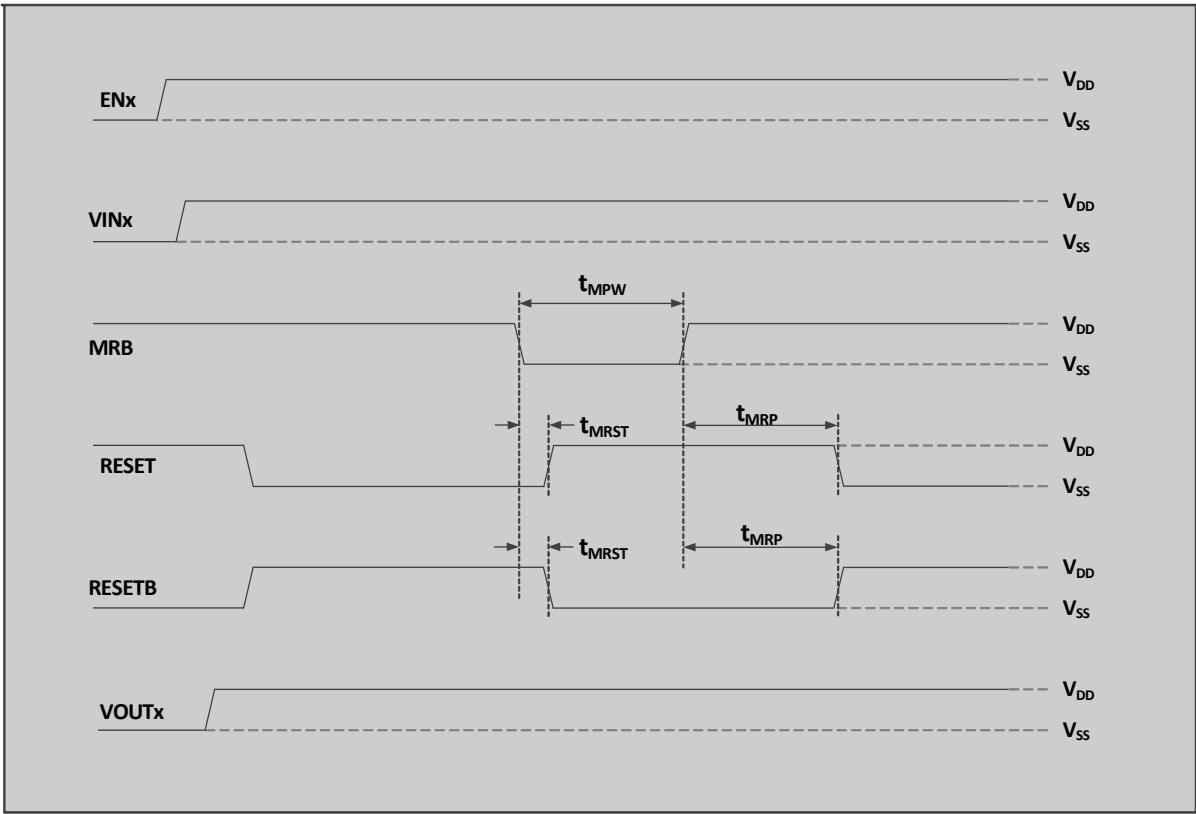 ENx
V_DD
V_SS
VINx
V_DD
V_SS
t_MPW
MRB
V_DD
V_SS
t_MRST
t_MRP
RESET
V_DD
V_SS
t_MRST
t_MRP
RESETB
V_DD
V_SS
VOUTx
V_DD
V_SS